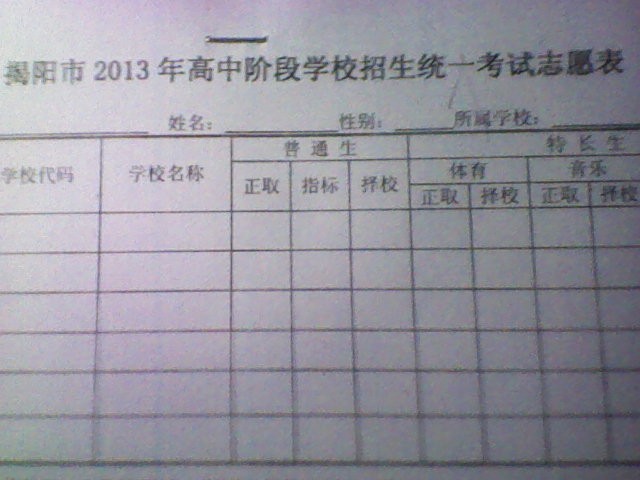 揭阳市 2013 年高中阶段学校招生统一考试志愿表
姓名： 性别： 所属学校：
学校代码 学校名称 普通生 特长生
正取 指标 择校 体育 音乐
正取 择校 正取 择校